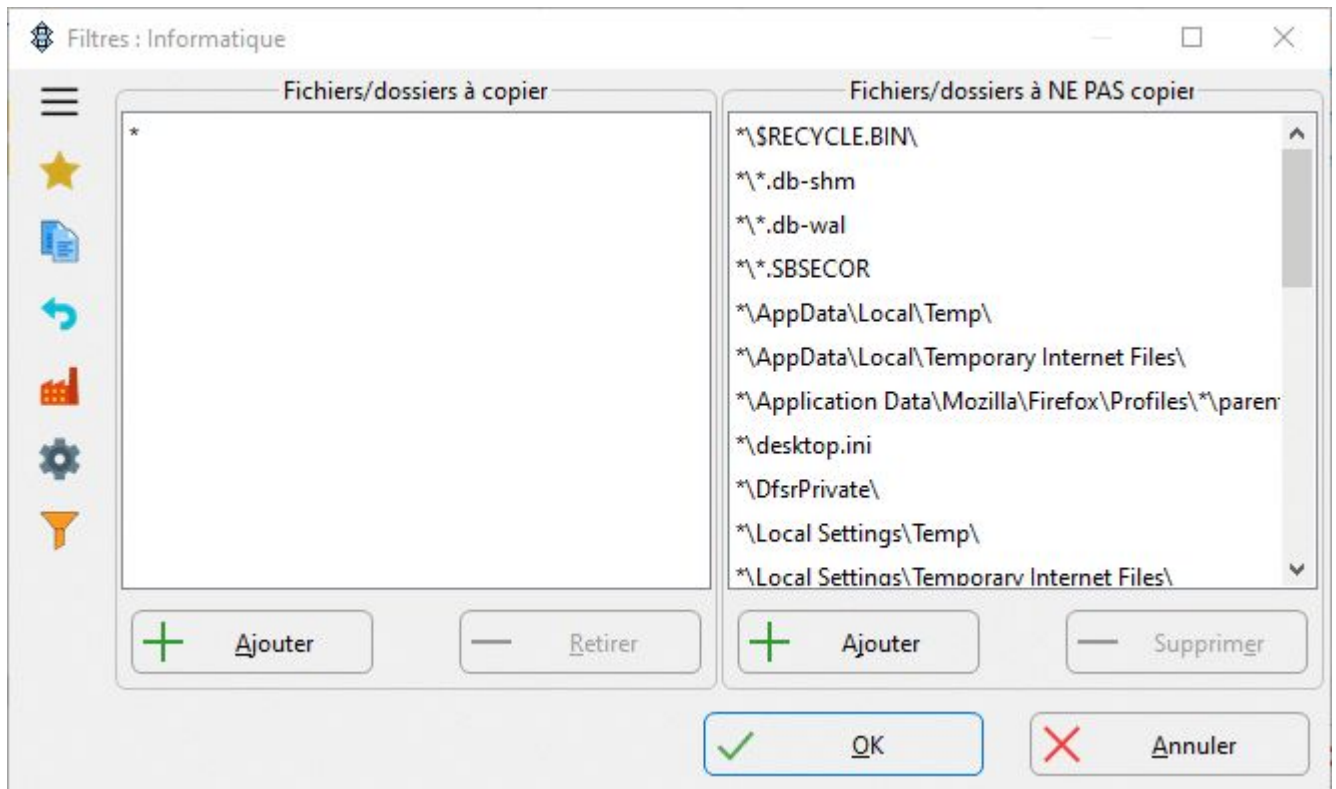 Filtres : Informatique
Fichiers/dossiers à copier
*
Ajouter
Retirer
Fichiers/dossiers à NE PAS copier
*\$RECYCLE.BIN\
*\*.db-shm
*\*.db-wal
*\*.SBSECOR
*\AppData\Local\Temp\
*\AppData\Local\Temporary Internet Files\
*\Application Data\Mozilla\Firefox\Profiles\*\paren
*\desktop.ini
*\DfsrPrivate\
*\Local Settings\Temp\
*\Local Settings\Temporary Internet Files\
Ajouter
Supprimer
OK
Annuler